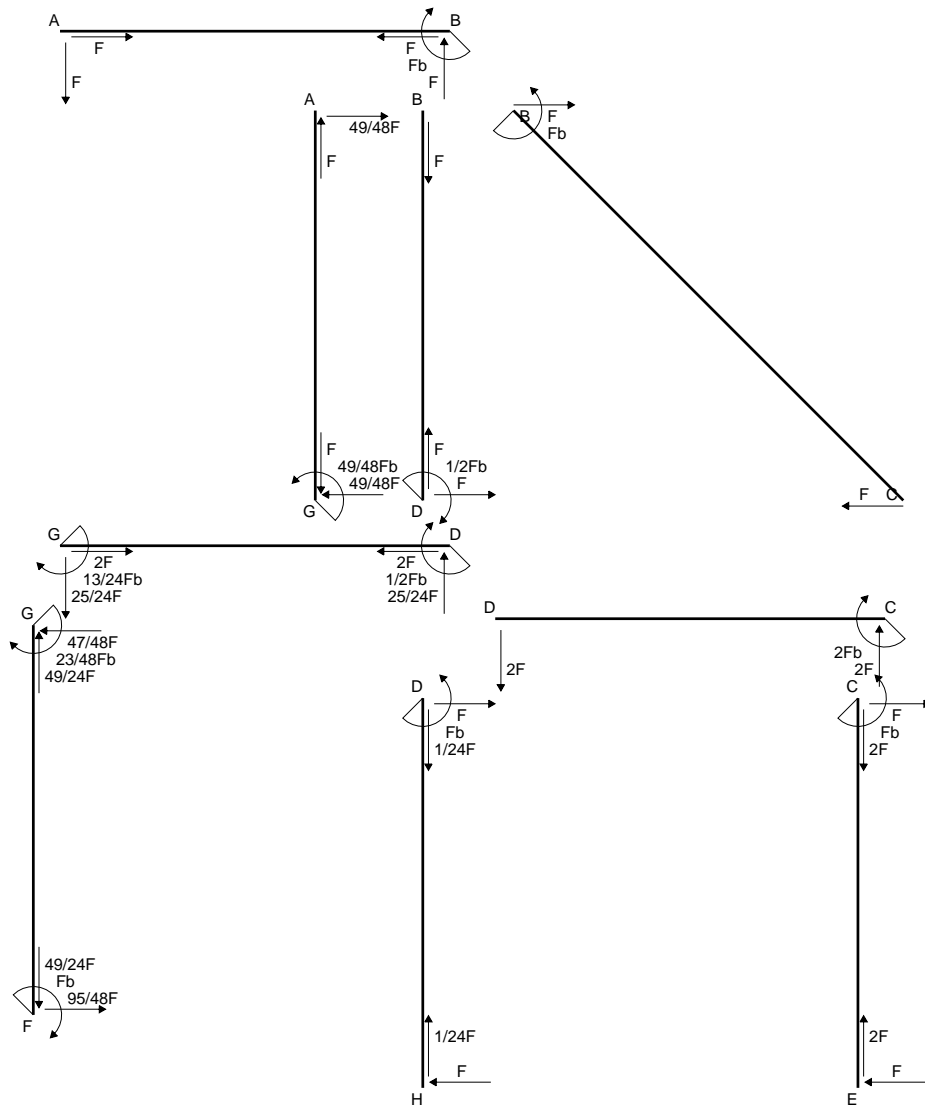 A B
F F
Fb
F F
A B
49/48F
F F
B F
Fb
F F
49/48Fb 1/2Fb
49/48F F
G D
F C
G D
2F 2F
13/24Fb 1/2Fb
25/24F 25/24F
G
47/48F
23/48Fb
49/24F
D C
2Fb
2F 2F
D C
F F
Fb Fb
1/24F 2F
49/24F
Fb
95/48F
F
1/24F 2F
F F
H E